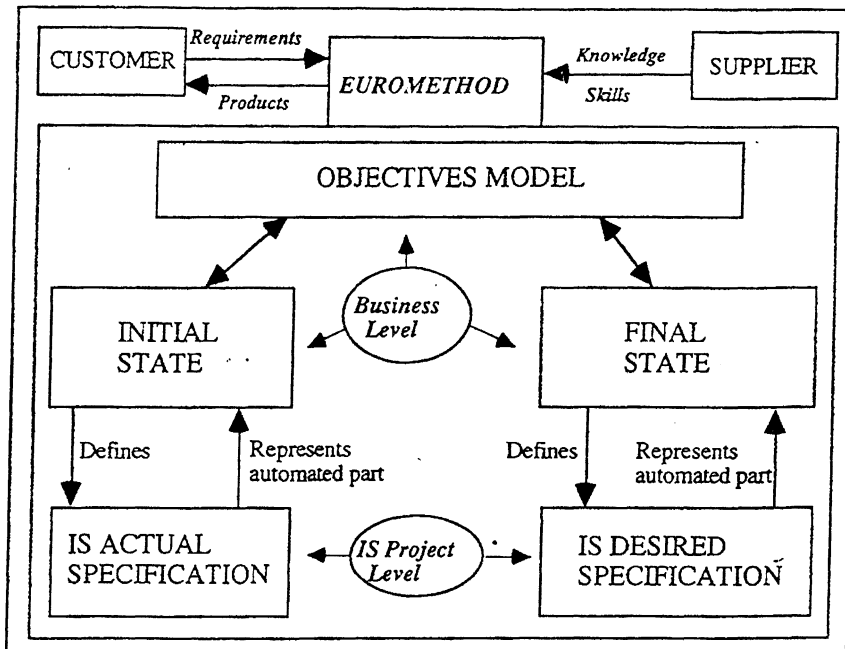 CUSTOMER
Requirements
Products
EUROMETHOD
Knowledge
Skills
SUPPLIER
OBJECTIVES MODEL
Business
Level
INITIAL
STATE
FINAL
STATE
Defines
Represents
automated part
Defines
Represents
automated part
IS ACTUAL
SPECIFICATION
IS Project
Level
IS DESIRED
SPECIFICATION